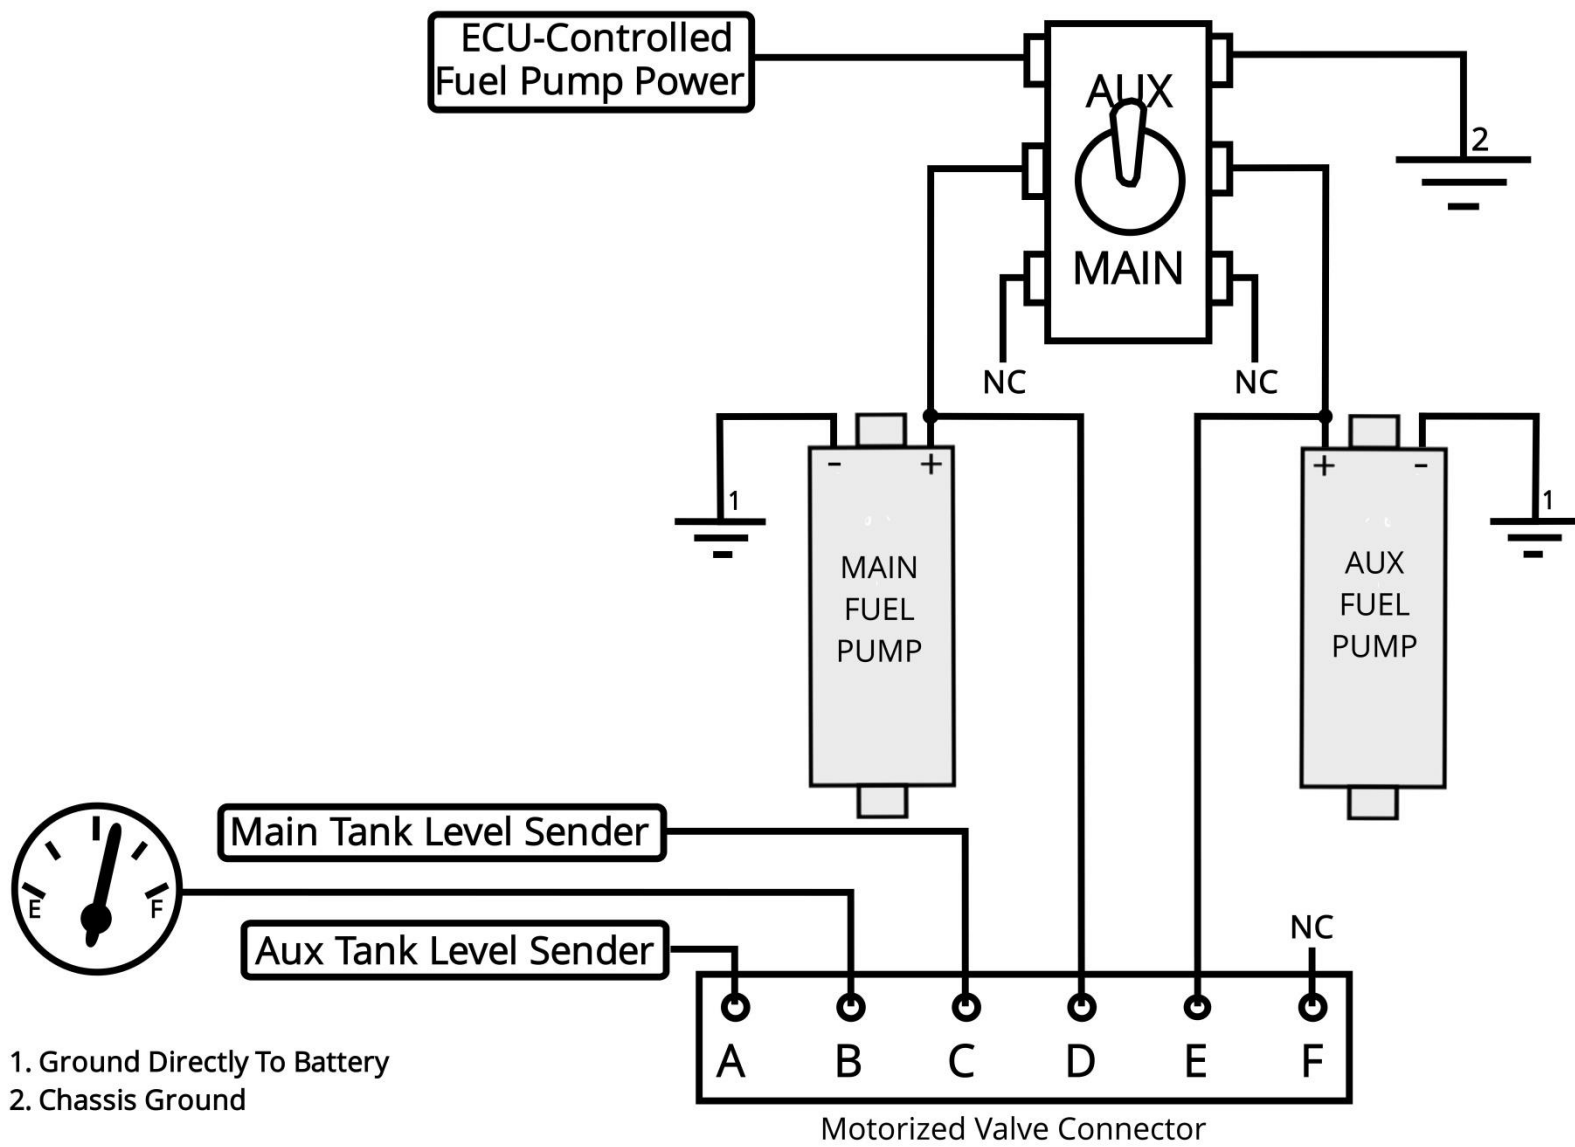 ECU-Controlled
Fuel Pump Power
AUX
MAIN
2
NC
NC
-
+
1
MAIN
FUEL
PUMP
+
-
1
AUX
FUEL
PUMP
Main Tank Level Sender
E
F
Aux Tank Level Sender
NC
A
B
C
D
E
F
1. Ground Directly To Battery
2. Chassis Ground
Motorized Valve Connector